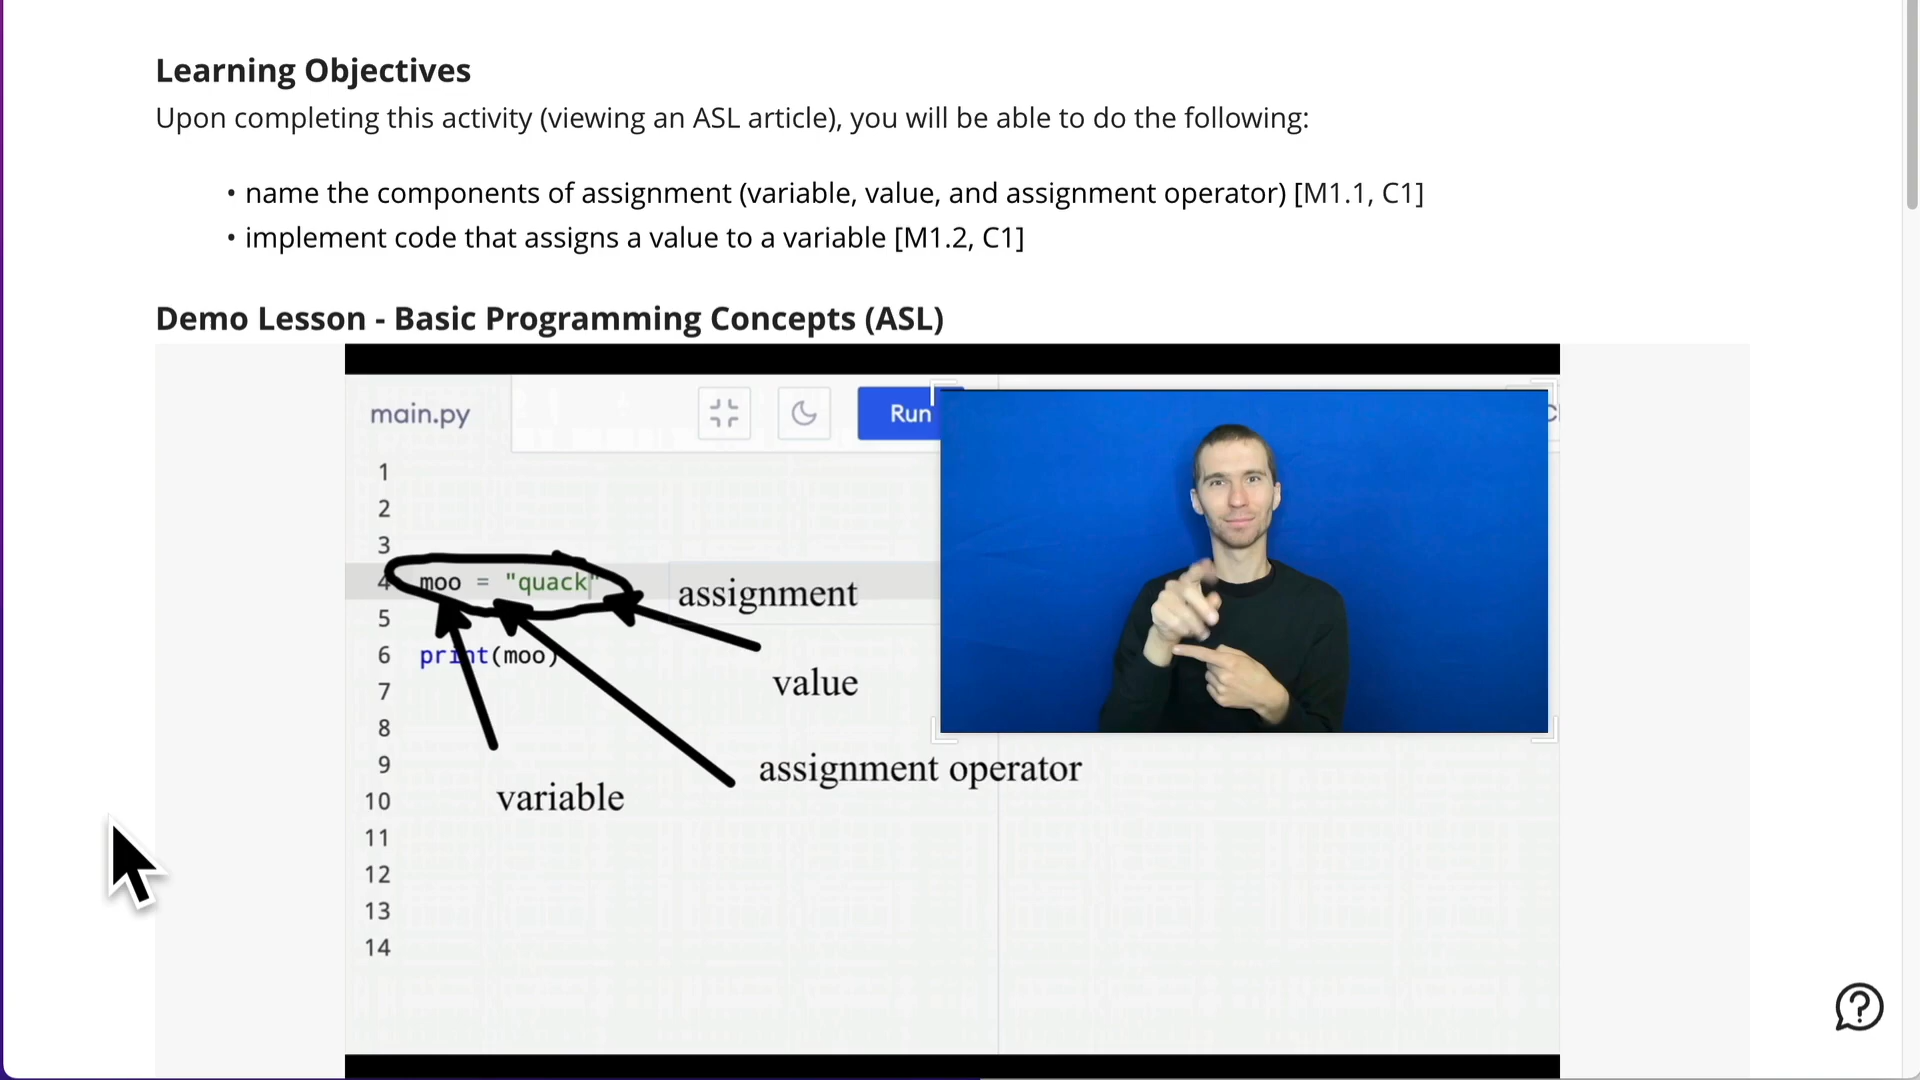 Learning Objectives
Upon completing this activity (viewing an ASL article), you will be able to do the following:
• name the components of assignment (variable, value, and assignment operator) [M1.1, C1]
• implement code that assigns a value to a variable [M1.2, C1]
Demo Lesson - Basic Programming Concepts (ASL)
main.py
Run
1
2
3
4 moo = "quack"
assignment
5
6 print(moo)
7
value
8
9
assignment operator
10
variable
11
12
13
14